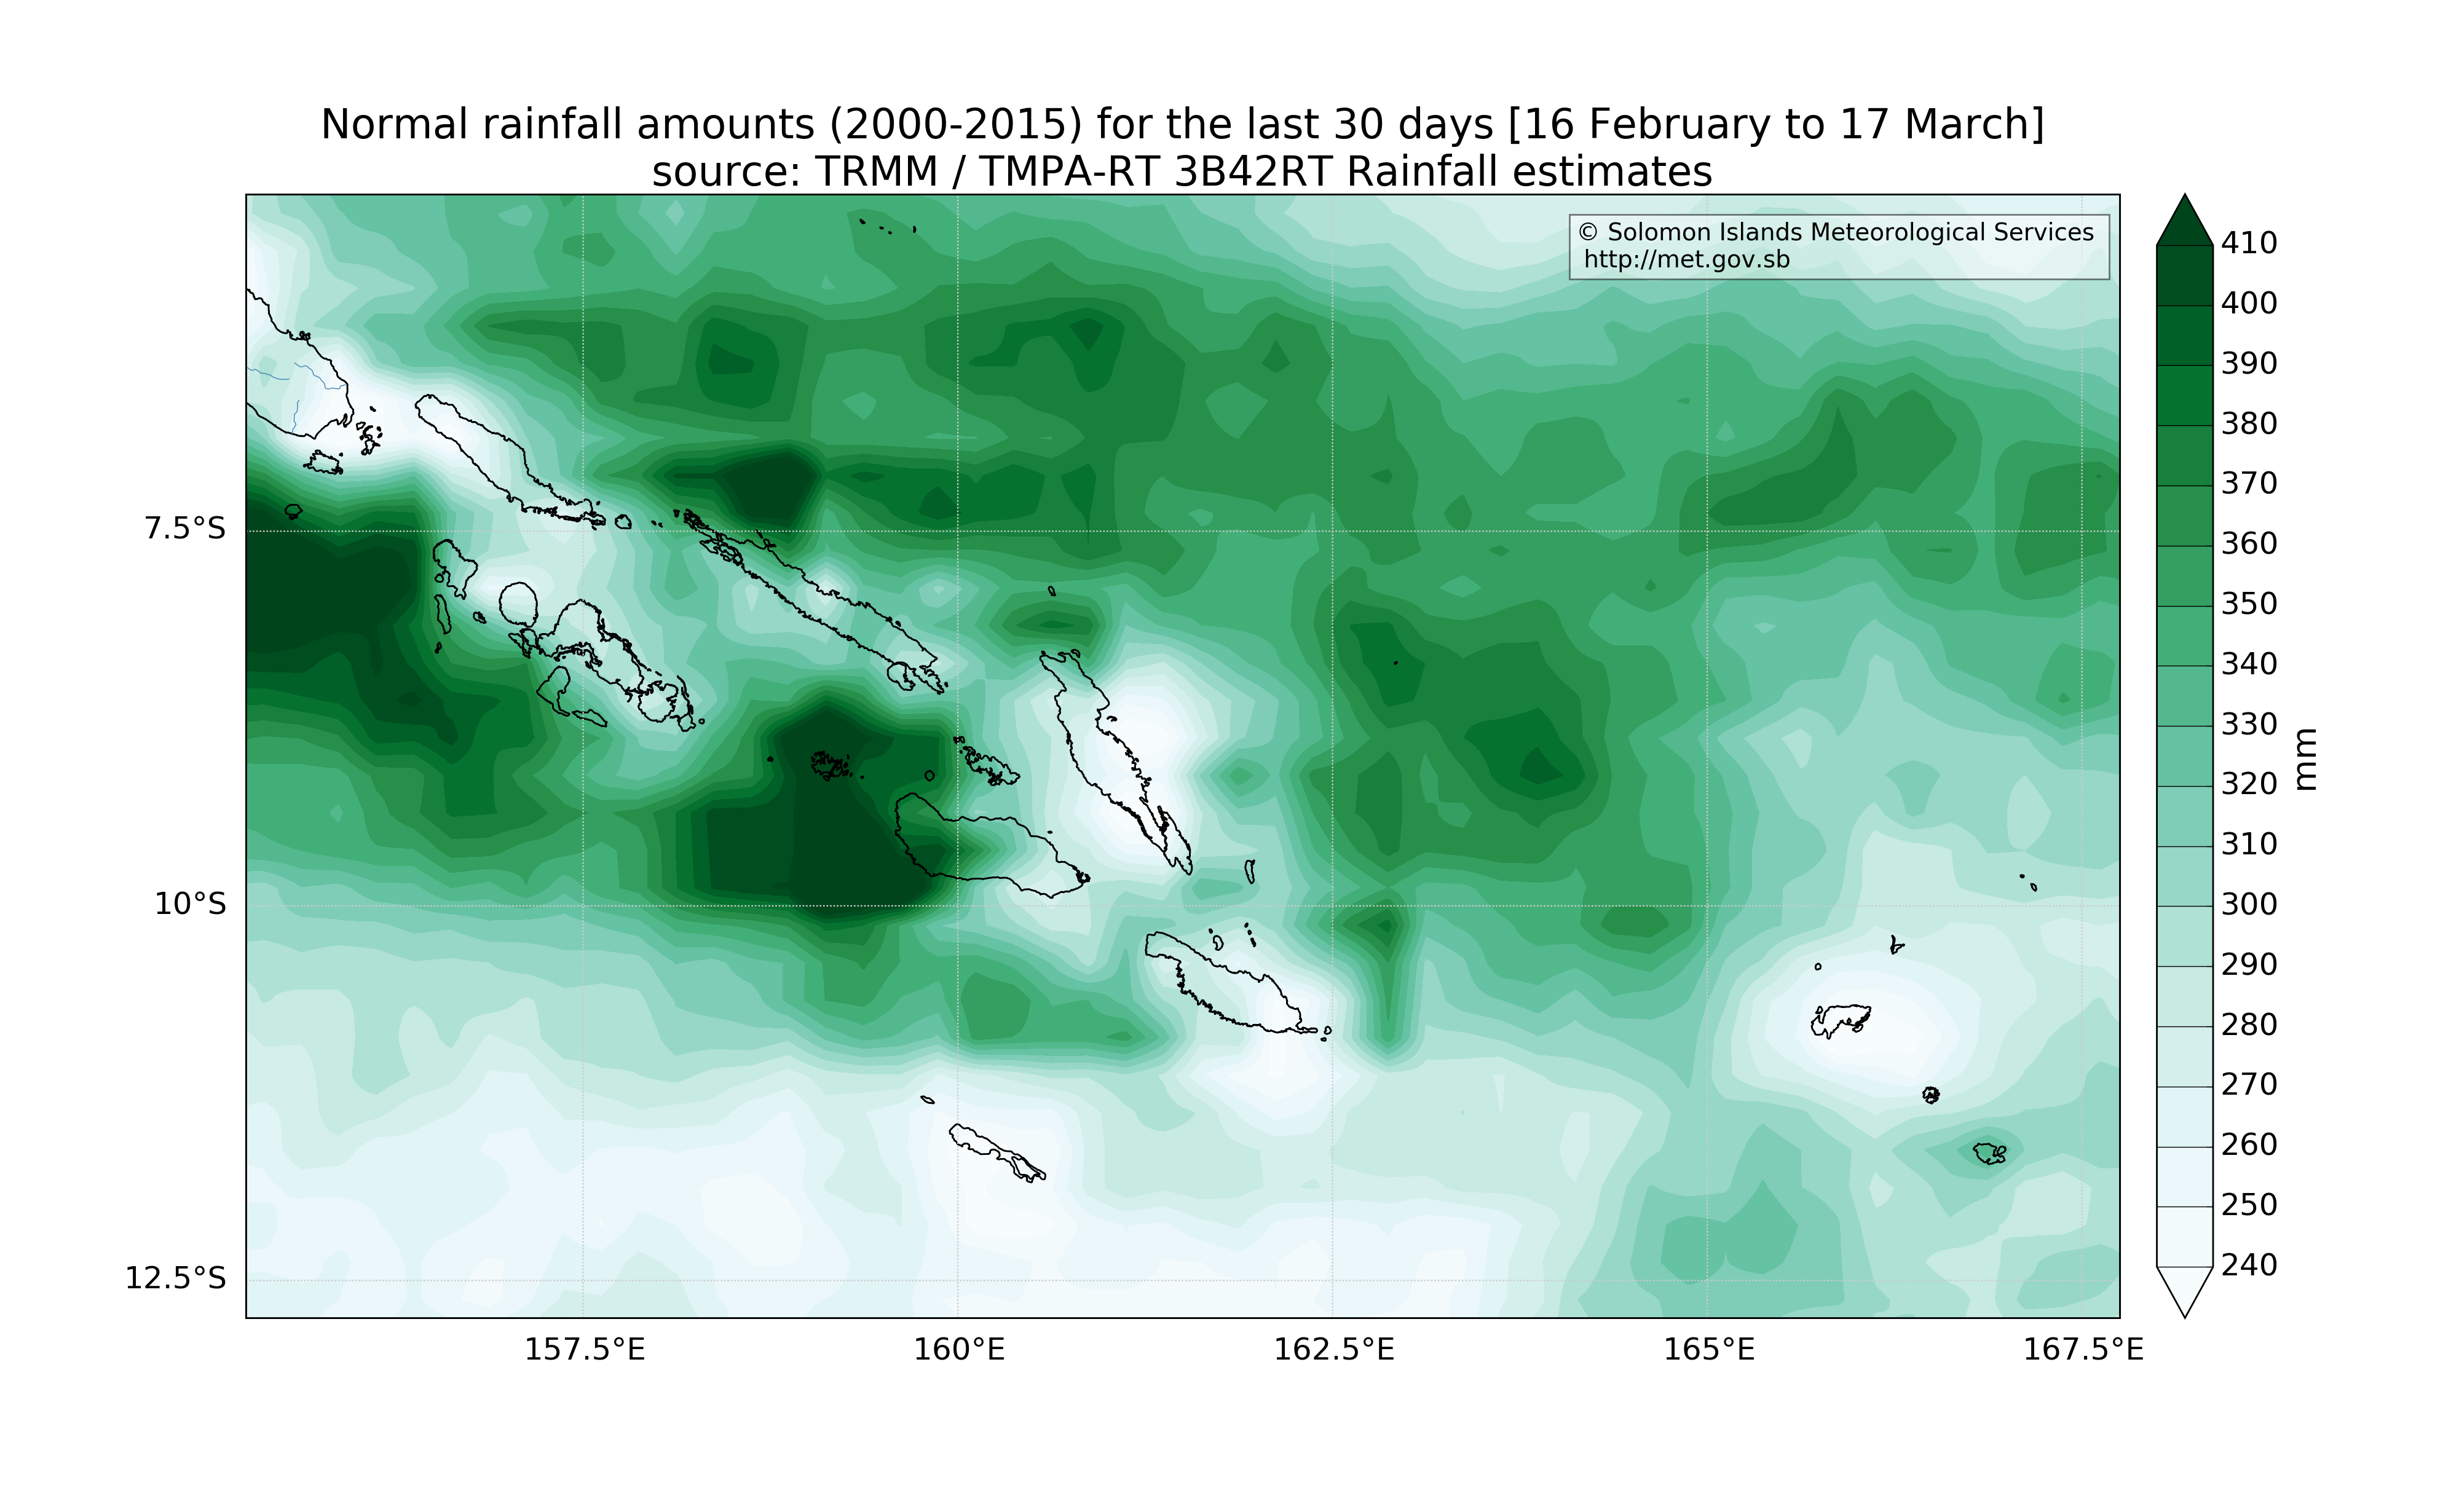 Normal rainfall amounts (2000-2015) for the last 30 days [16 February to 17 March]
source: TRMM / TMPA-RT 3B42RT Rainfall estimates
© Solomon Islands Meteorological Services
http://met.gov.sb
7.5°S
10°S
12.5°S
157.5°E
160°E
162.5°E
165°E
167.5°E
410
400
390
380
370
360
350
340
330
320
310
300
290
280
270
260
250
240
mm